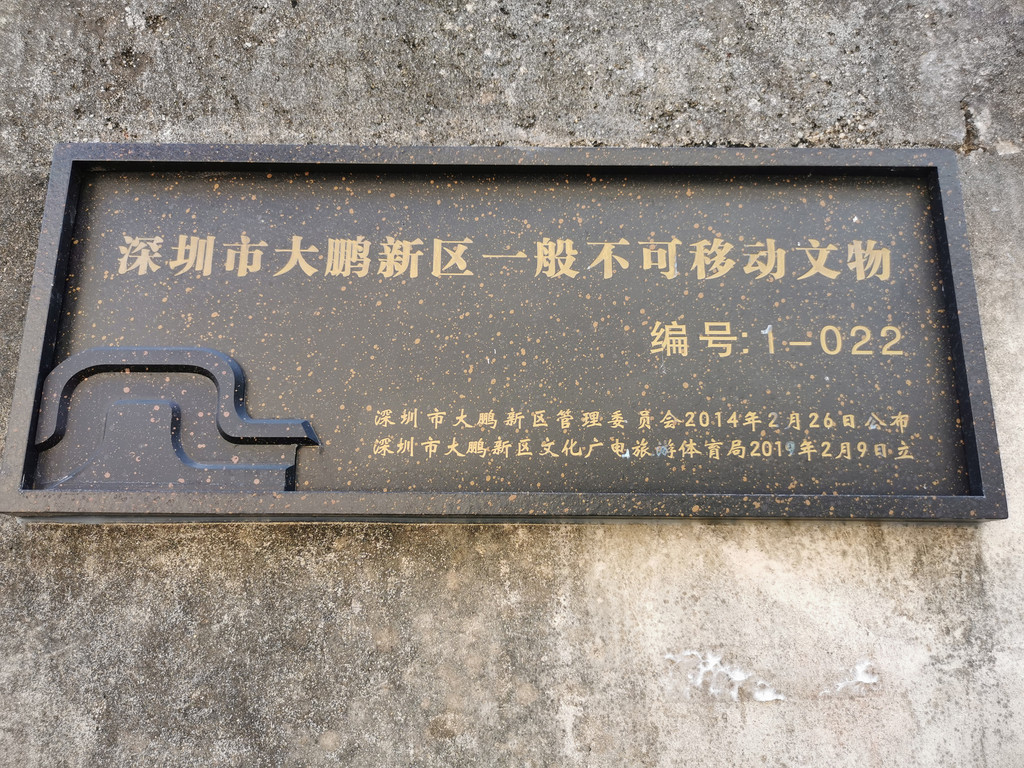 深圳市大鹏新区一般不可移动文物
编号:1-022
深圳市大鹏新区管理委员会2014年2月26日公布
深圳市大鹏新区文化广电旅游体育局2019年2月9日立